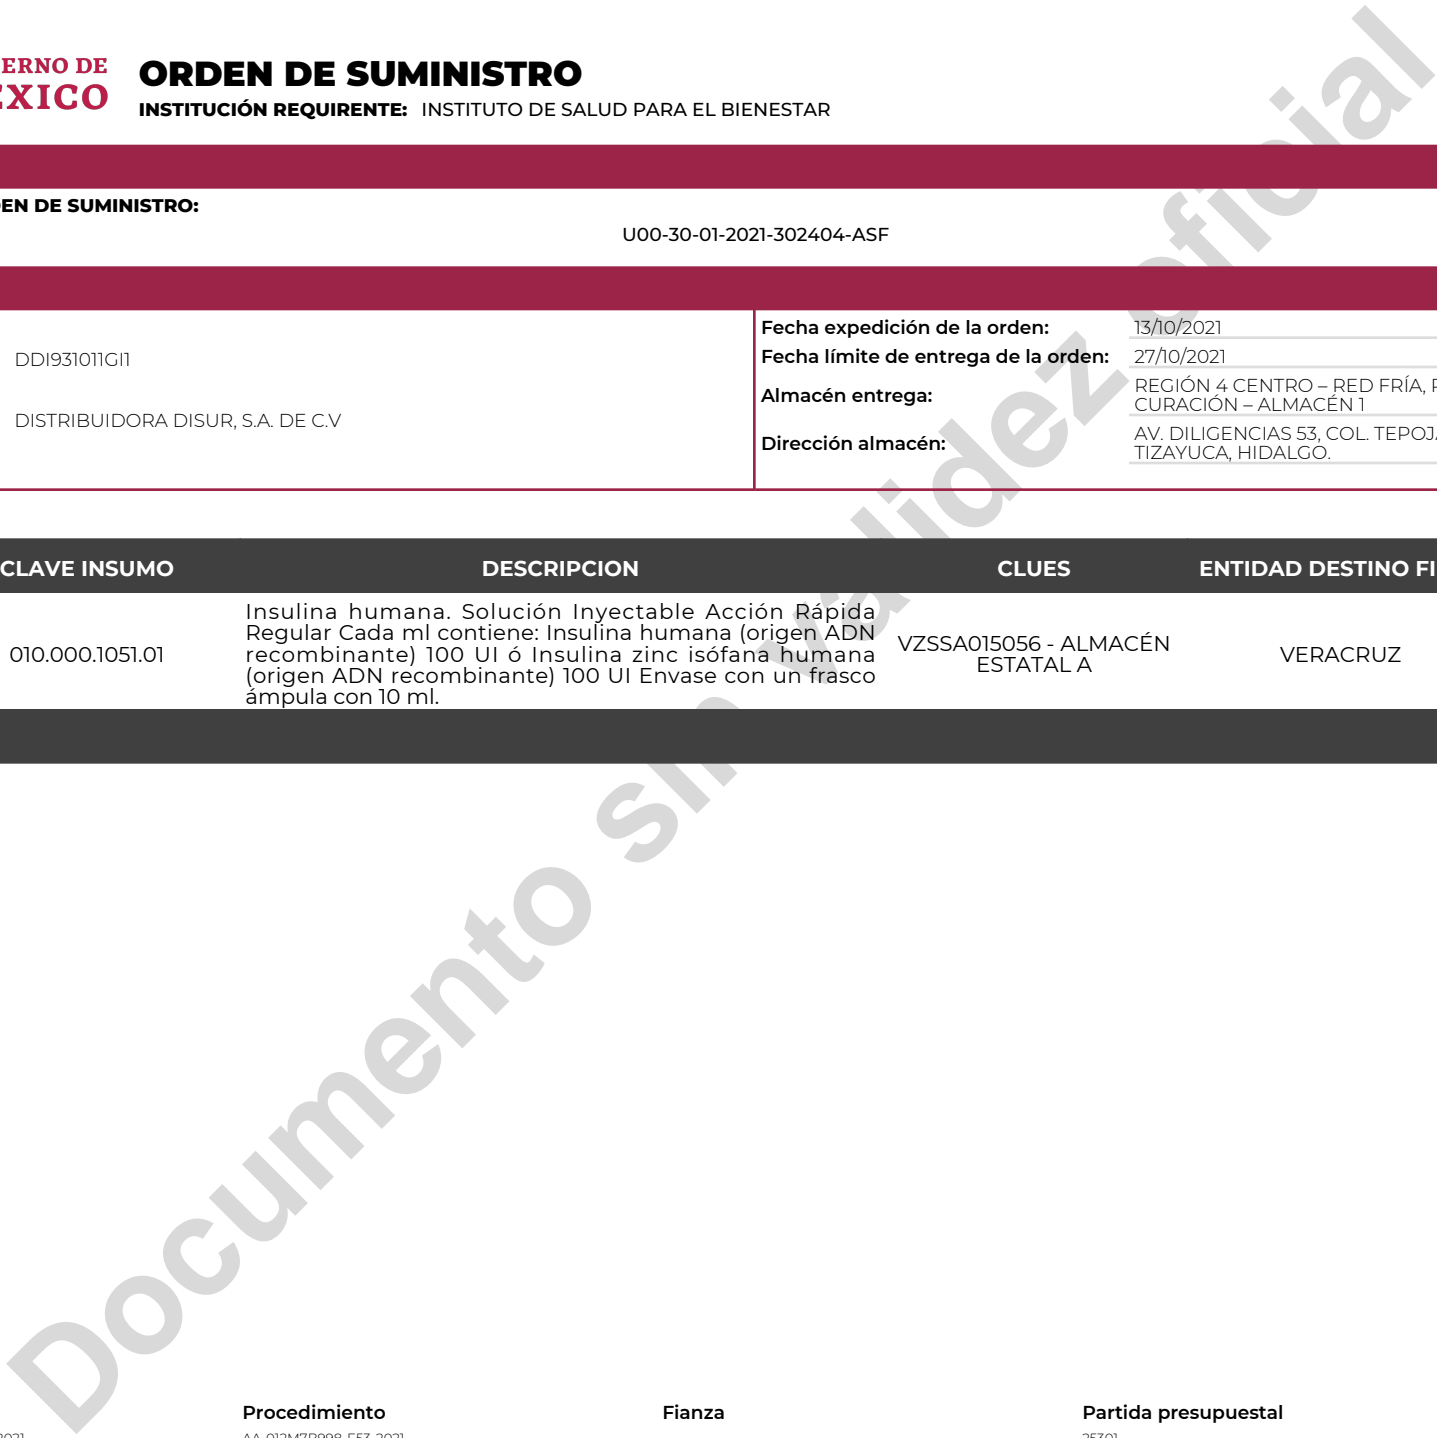 ERNO DE
ÉXICO
ORDEN DE SUMINISTRO
INSTITUCIÓN REQUIRENTE: INSTITUTO DE SALUD PARA EL BIENESTAR
EN DE SUMINISTRO:
U00-30-01-2021-302404-ASF
DDI931011GI1
DISTRIBUIDORA DISUR, S.A. DE C.V
Fecha expedición de la orden: 13/10/2021
Fecha límite de entrega de la orden: 27/10/2021
Almacén entrega:
REGIÓN 4 CENTRO – RED FRÍA,
CURACIÓN – ALMACÉN 1
Dirección almacén:
AV. DILIGENCIAS 53, COL. TEPOJA
TIZAYUCA, HIDALGO.
CLAVE INSUMO DESCRIPCION CLUES ENTIDAD DESTINO FI
010.000.1051.01
Insulina humana. Solución Inyectable Acción Rápida
Regular Cada ml contiene: Insulina humana (origen ADN
recombinante) 100 UI ó Insulina zinc isófana humana
(origen ADN recombinante) 100 UI Envase con un frasco
ámpula con 10 ml.
VZSSA015056 - ALMACÉN
ESTATAL A
VERACRUZ
Documento sin validez oficial
Procedimiento Fianza Partida presupuestal